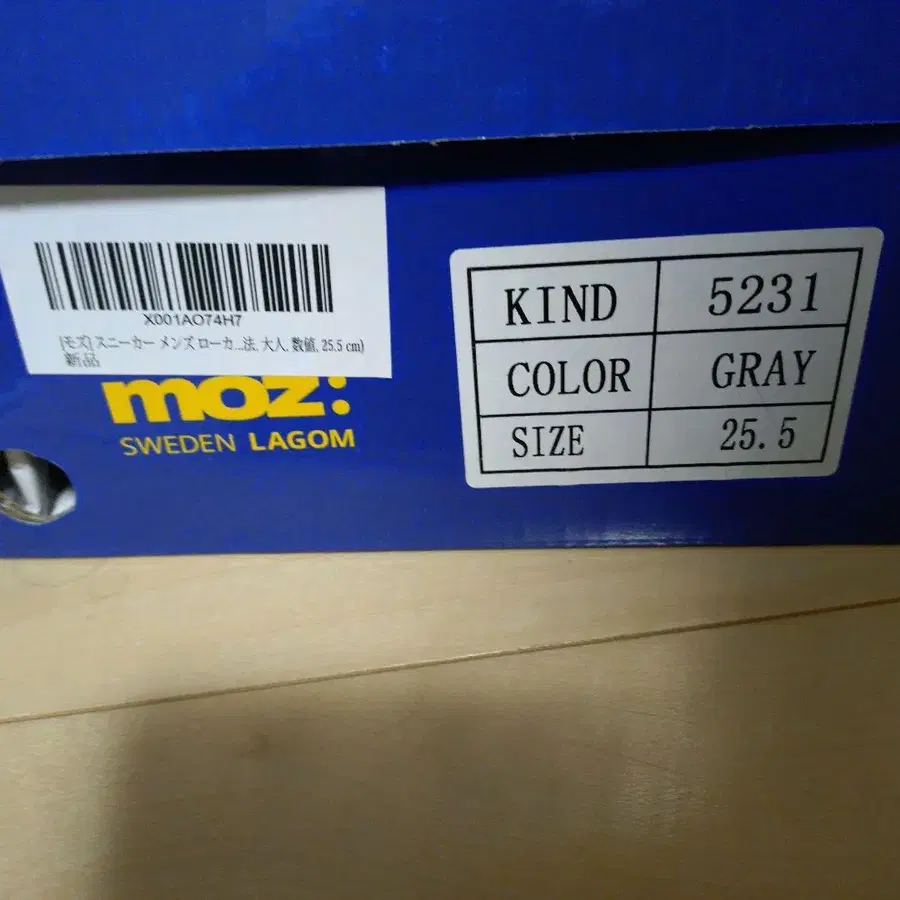 X001AO74H7
[モズ] スニーカー メンズ ローカ...法, 大人, 数値, 25.5 cm)
新品
moz:
SWEDEN LAGOM
KIND 5231
COLOR GRAY
SIZE 25.5